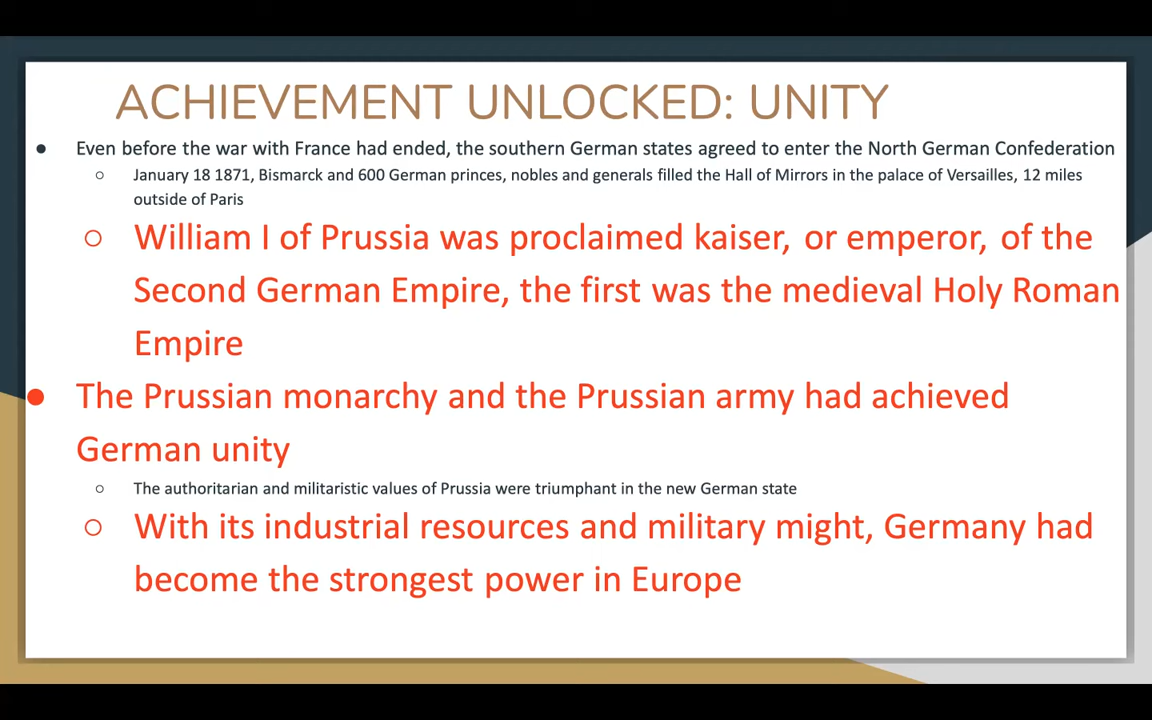 ACHIEVEMENT UNLOCKED: UNITY
● Even before the war with France had ended, the southern German states agreed to enter the North German Confederation
○ January 18 1871, Bismarck and 600 German princes, nobles and generals filled the Hall of Mirrors in the palace of Versailles, 12 miles
outside of Paris
○ William I of Prussia was proclaimed kaiser, or emperor, of the
Second German Empire, the first was the medieval Holy Roman
Empire
● The Prussian monarchy and the Prussian army had achieved
German unity
○ The authoritarian and militaristic values of Prussia were triumphant in the new German state
○ With its industrial resources and military might, Germany had
become the strongest power in Europe